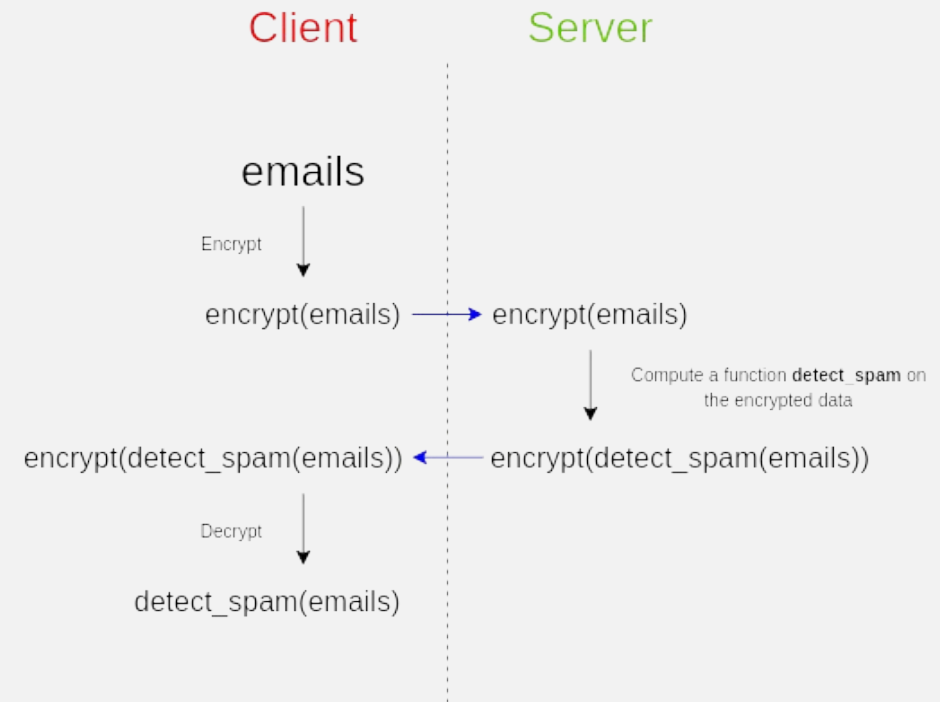 Client
Server
emails
Encrypt
encrypt(emails)
encrypt(emails)
Compute a function detect_spam on
the encrypted data
encrypt(detect_spam(emails))
encrypt(detect_spam(emails))
Decrypt
detect_spam(emails)